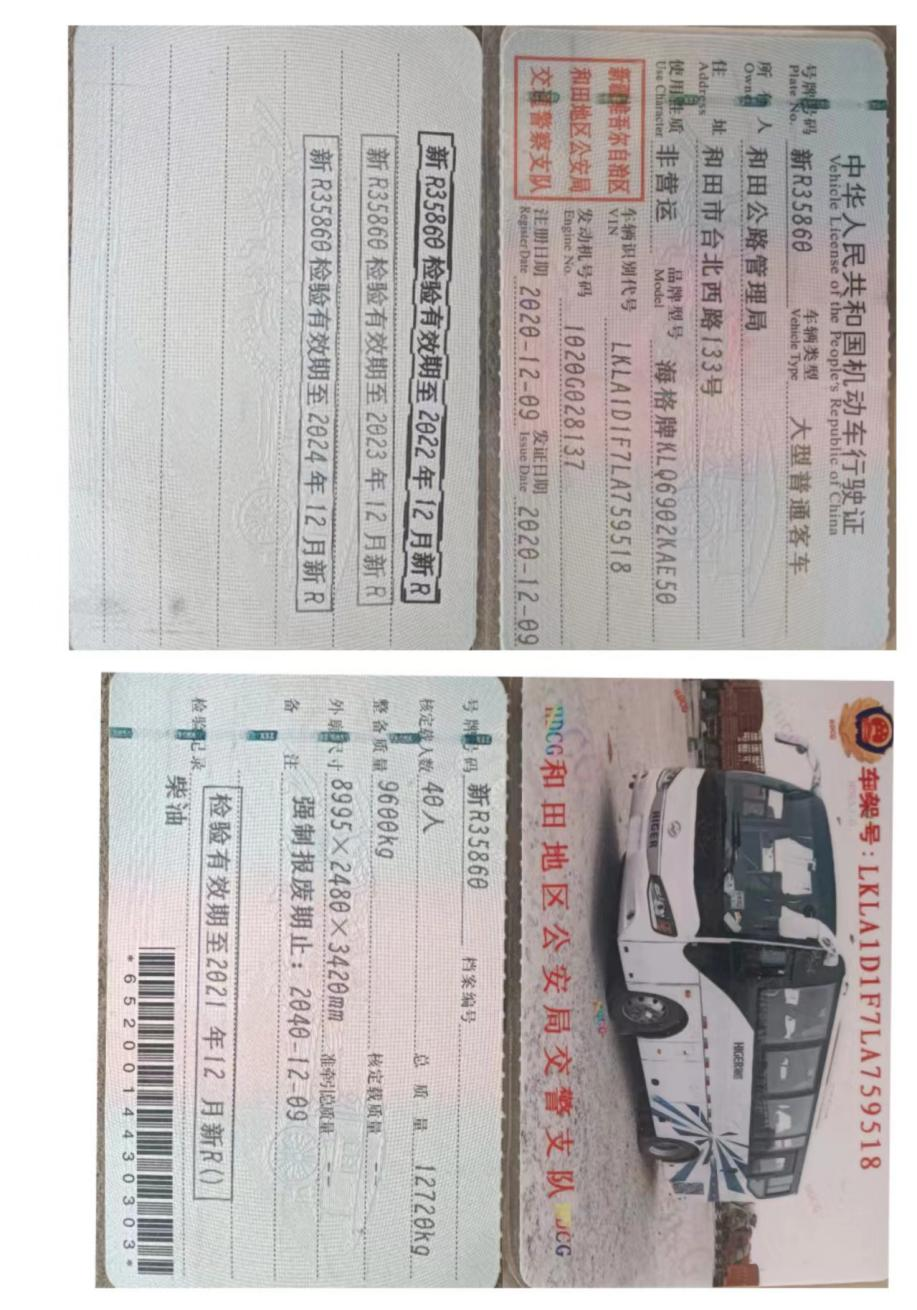 中华人民共和国机动车行驶证
Vehicle License of the People's Republic of China
号牌号码 新R35860 车辆类型 大型普通客车
Plate No. Vehicle Type
所有人 和田公路管理局
Owner
住址 和田市台北西路133号
Address
使用性质 非营运 品牌型号 海格牌KLQ6902KAE50
Use Character Model
新疆维吾尔自治区
和田地区公安局
交通警察支队
车辆识别代号 LKLA1D1F7LA759518
VIN
发动机号码 1020G028137
Engine No.
注册日期 2020-12-09 发证日期 2020-12-09
Register Date Issue Date
新R35860检验有效期至2022年12月新R
新R35860检验有效期至2023年12月新R
新R35860检验有效期至2024年12月新R
车架号:LKLA1D1F7LA759518
HIGER
HIGER
HDCG和田地区公安局交警支队HDCG
号牌号码 新R35860 档案编号
核定载人数 40人 总质量 12720kg
整备质量 9600kg 核定载质量 --
外廓尺寸 8995×2480×3420mm 准牵引总质量 --
备注 强制报废期止:2040-12-09
检验有效期至2021年12月新R()
检验记录
柴油
*6520014430303*